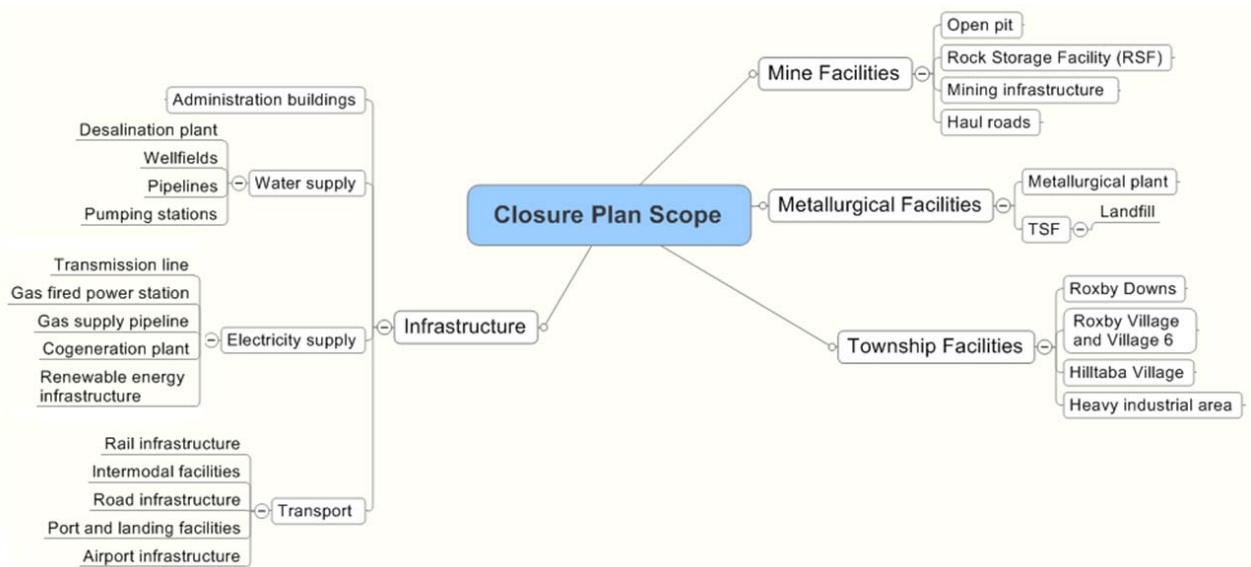 Closure Plan Scope
Mine Facilities
Open pit
Rock Storage Facility (RSF)
Mining infrastructure
Haul roads
Metallurgical Facilities
Metallurgical plant
TSF
Landfill
Township Facilities
Roxby Downs
Roxby Village
and Village 6
Hilltaba Village
Heavy industrial area
Infrastructure
Administration buildings
Water supply
Desalination plant
Wellfields
Pipelines
Pumping stations
Electricity supply
Transmission line
Gas fired power station
Gas supply pipeline
Cogeneration plant
Renewable energy
infrastructure
Transport
Rail infrastructure
Intermodal facilities
Road infrastructure
Port and landing facilities
Airport infrastructure